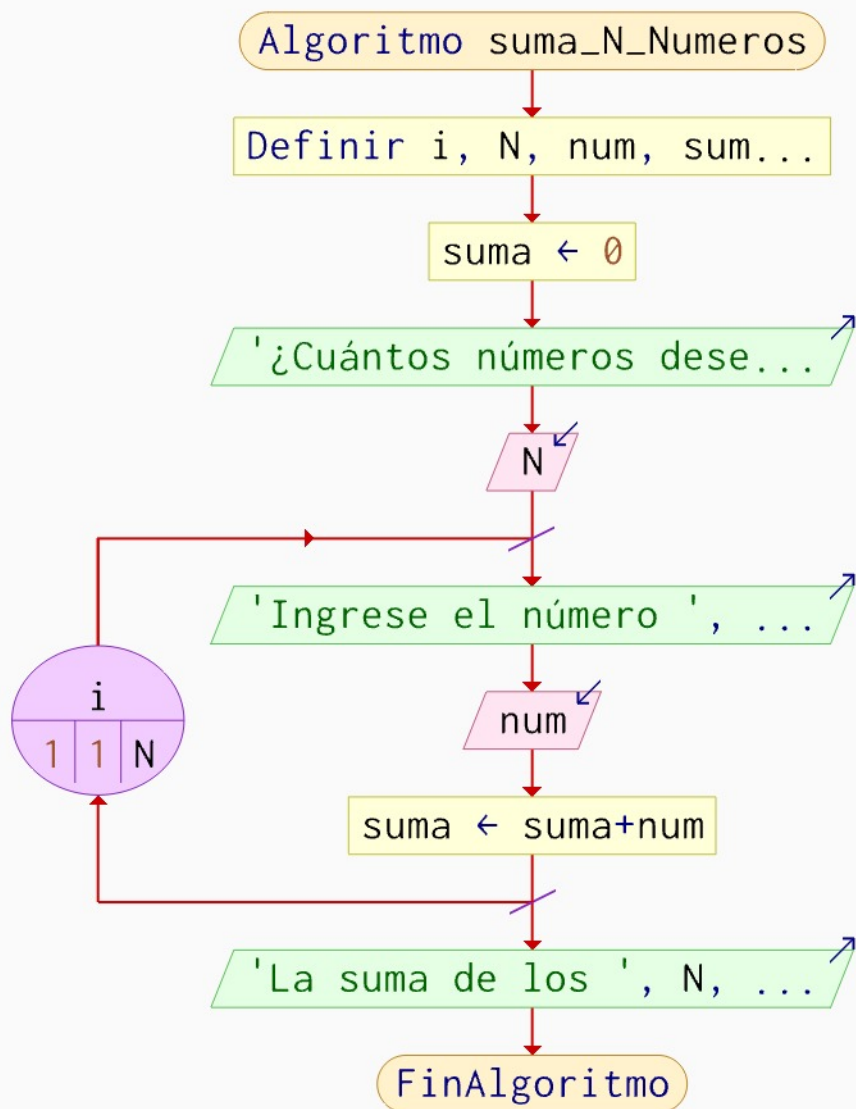 Algoritmo suma_N_Numeros
Definir i, N, num, sum...
suma ← 0
'¿Cuántos números dese...
N
'Ingrese el número ', ...
i
1 1 N
num
suma ← suma+num
'La suma de los ', N, ...
FinAlgoritmo